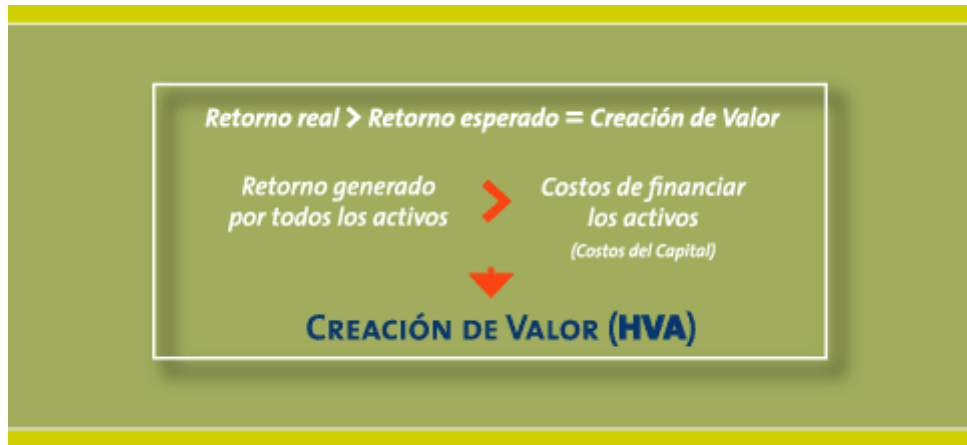 Retorno real > Retorno esperado = Creación de Valor
Retorno generado
por todos los activos
>
Costos de financiar
los activos
(Costos del Capital)
CREACIÓN DE VALOR (HVA)